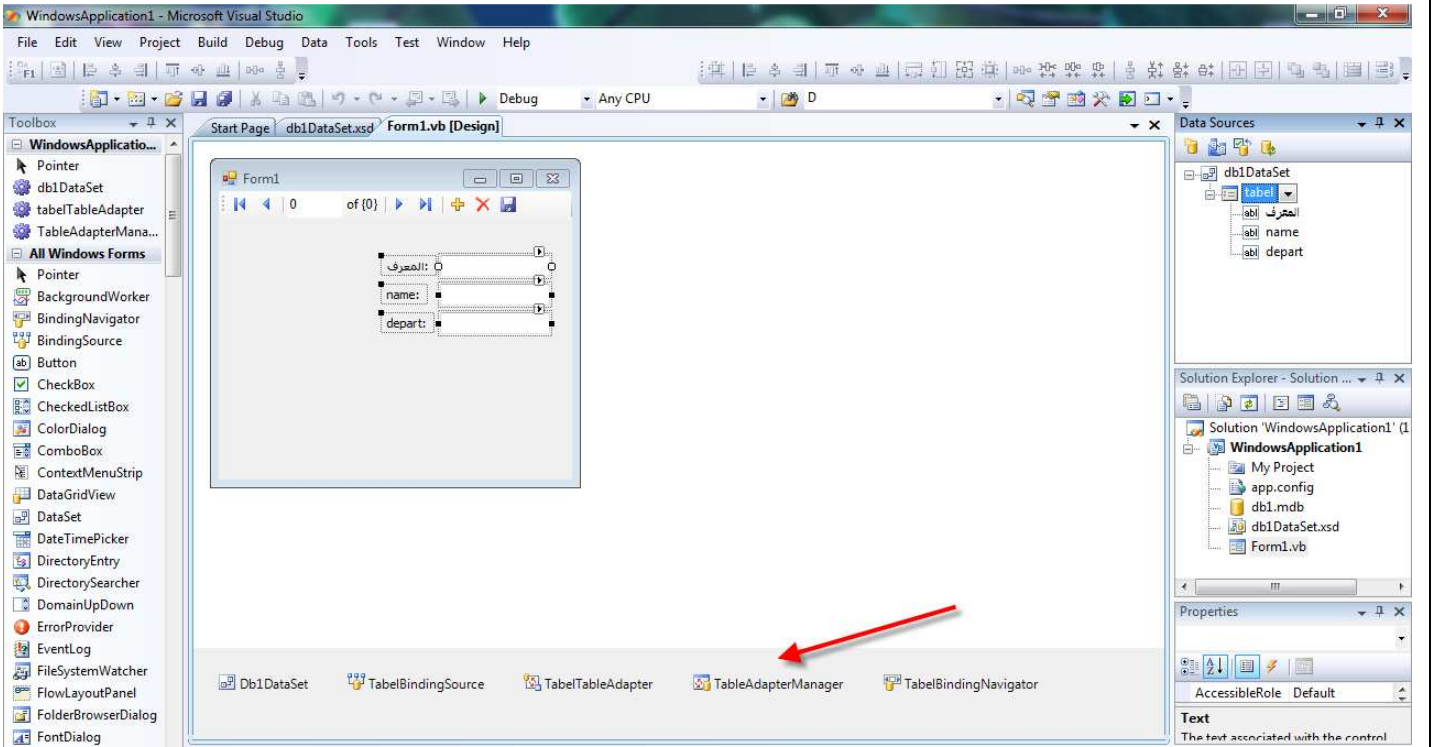 WindowsApplication1 - Microsoft Visual Studio
File Edit View Project Build Debug Data Tools Test Window Help
Debug Any CPU D
Toolbox
WindowsApplicatio...
Pointer
db1DataSet
tabelTableAdapter
TableAdapterMana...
All Windows Forms
Pointer
BackgroundWorker
BindingNavigator
BindingSource
Button
CheckBox
CheckedListBox
ColorDialog
ComboBox
ContextMenuStrip
DataGridView
DataSet
DateTimePicker
DirectoryEntry
DirectorySearcher
DomainUpDown
ErrorProvider
EventLog
FileSystemWatcher
FlowLayoutPanel
FolderBrowserDialog
FontDialog
Start Page db1DataSet.xsd Form1.vb [Design]
Form1
0 of {0}
المعرف:
name:
depart:
Db1DataSet TabelBindingSource TabelTableAdapter TableAdapterManager TabelBindingNavigator
Data Sources
db1DataSet
tabel
abl المعرف
abl name
abl depart
Solution Explorer - Solution ...
Solution 'WindowsApplication1' (1
WindowsApplication1
My Project
app.config
db1.mdb
db1DataSet.xsd
Form1.vb
Properties
AccessibleRole Default
Text
The text associated with the control